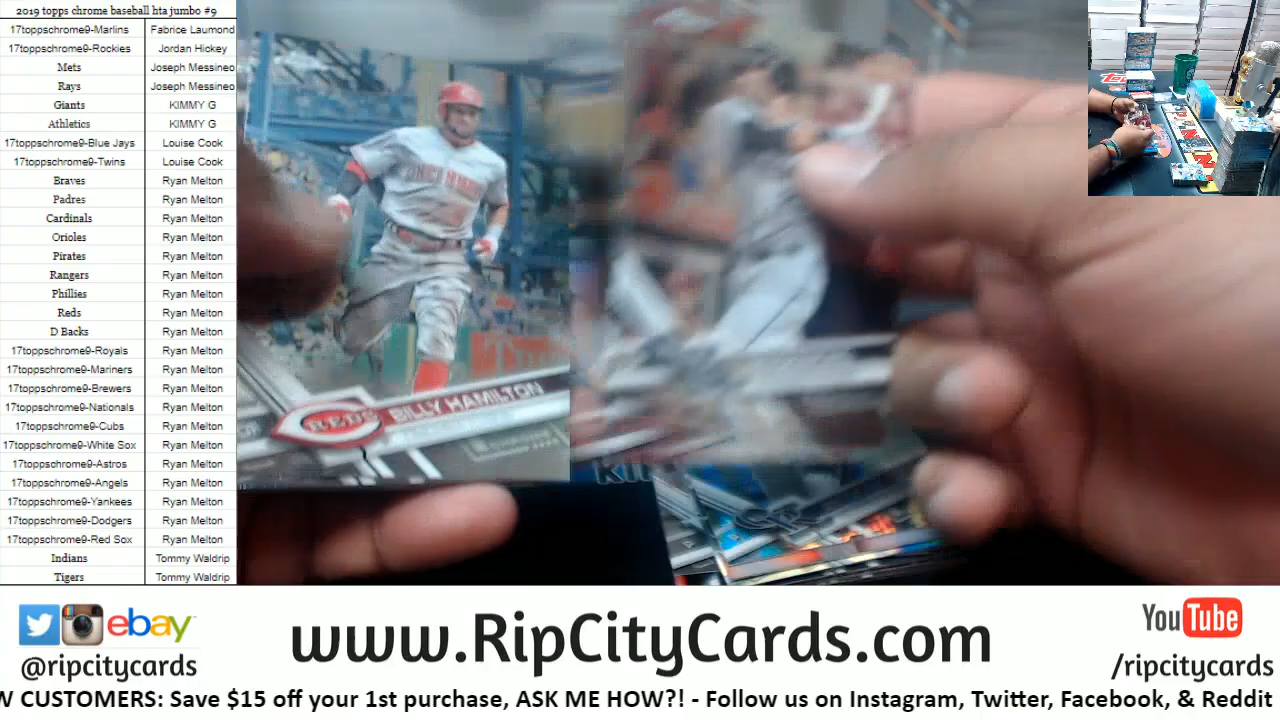 2019 topps chrome baseball hta jumbo #9
17toppschrome9-Marlins Fabrice Laumond
17toppschrome9-Rockies Jordan Hickey
Mets Joseph Messineo
Rays Joseph Messineo
Giants KIMMY G
Athletics KIMMY G
17toppschrome9-Blue Jays Louise Cook
17toppschrome9-Twins Louise Cook
Braves Ryan Melton
Padres Ryan Melton
Cardinals Ryan Melton
Orioles Ryan Melton
Pirates Ryan Melton
Rangers Ryan Melton
Phillies Ryan Melton
Reds Ryan Melton
D Backs Ryan Melton
17toppschrome9-Royals Ryan Melton
17toppschrome9-Mariners Ryan Melton
17toppschrome9-Brewers Ryan Melton
17toppschrome9-Nationals Ryan Melton
17toppschrome9-Cubs Ryan Melton
17toppschrome9-White Sox Ryan Melton
17toppschrome9-Astros Ryan Melton
17toppschrome9-Angels Ryan Melton
17toppschrome9-Yankees Ryan Melton
17toppschrome9-Dodgers Ryan Melton
17toppschrome9-Red Sox Ryan Melton
Indians Tommy Waldrip
Tigers Tommy Waldrip
REDS BILLY HAMILTON
ebay
@ripcitycards
www.RipCityCards.com
YouTube
/ripcitycards
W CUSTOMERS: Save $15 off your 1st purchase, ASK ME HOW?! - Follow us on Instagram, Twitter, Facebook, & Reddit